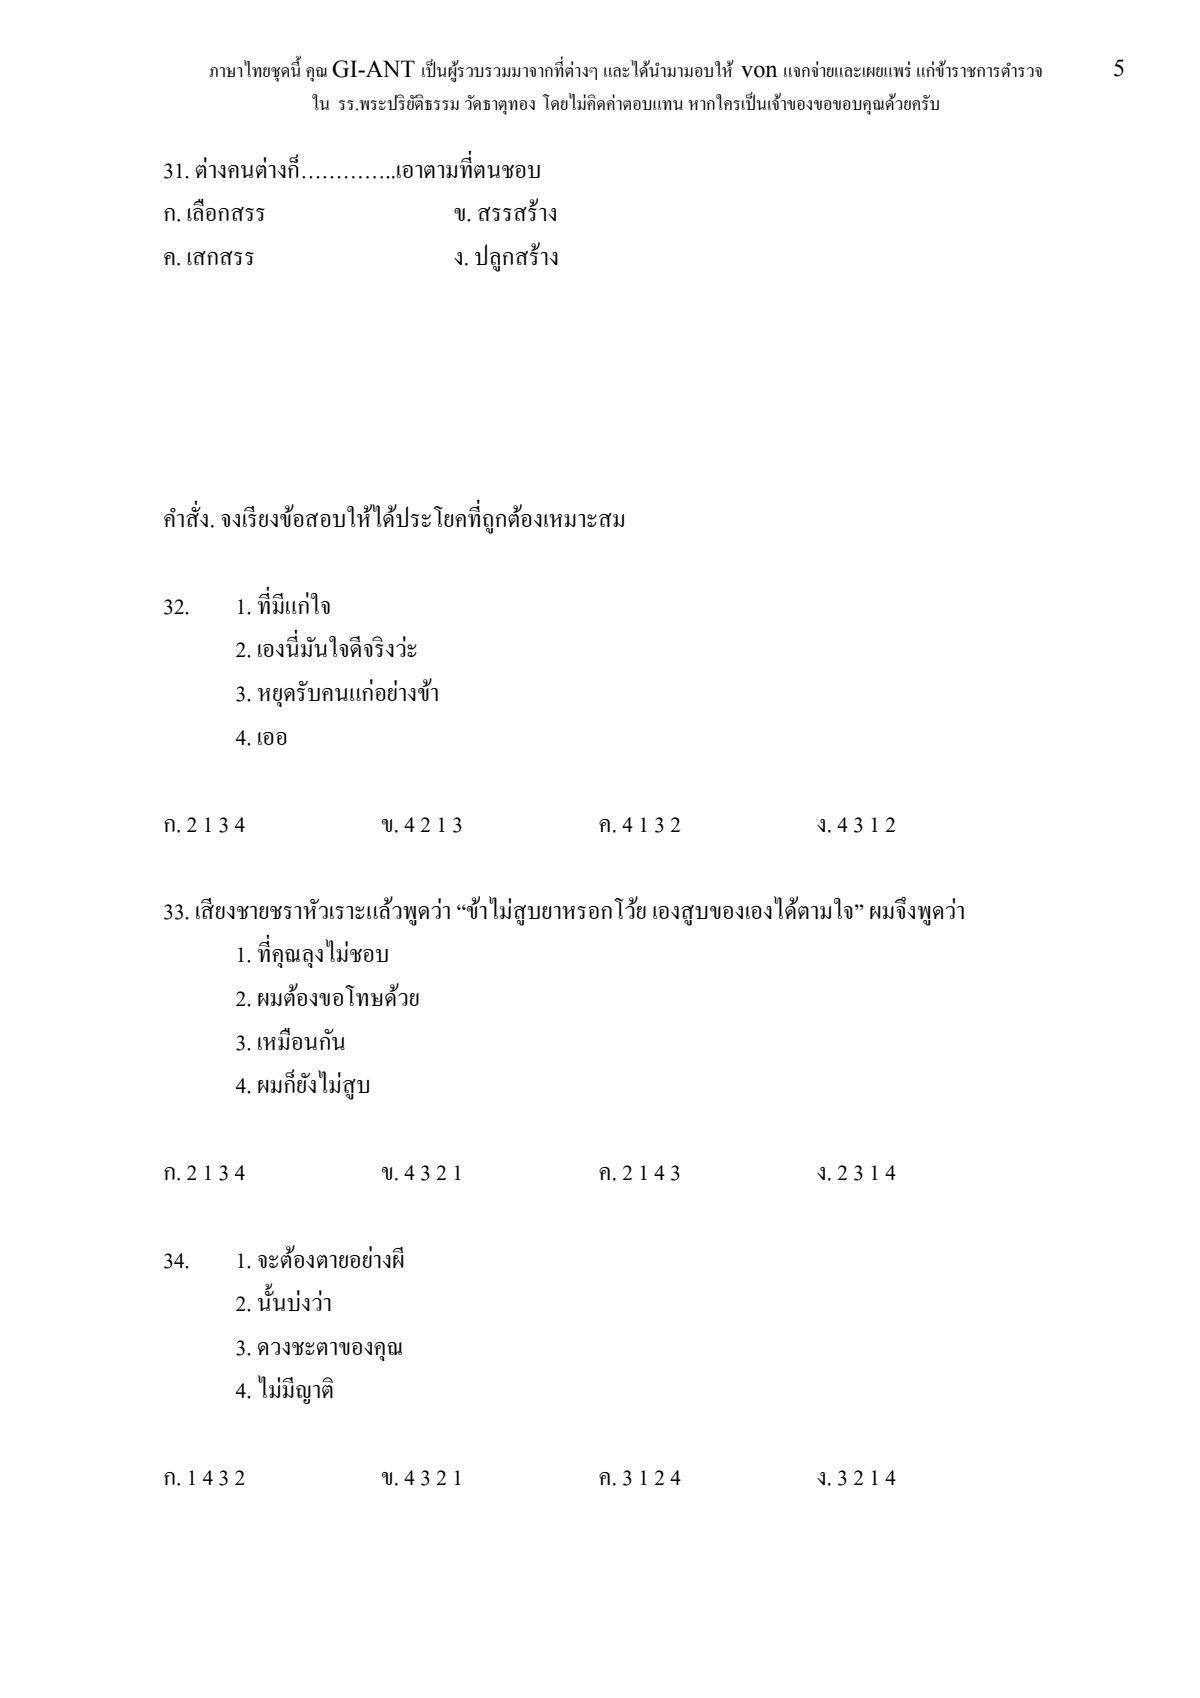 ภาษาไทยชุดนี้ คุณ GI-ANT เป็นผู้รวบรวมมาจากที่ต่างๆ และได้นำมามอบให้ von แจกจ่ายและเผยแพร่ แก่ข้าราชการตำรวจ 5
ใน รร.พระปริยัติธรรม วัดธาตุทอง โดยไม่คิดค่าตอบแทน หากใครเป็นเจ้าของขอขอบคุณด้วยครับ
31. ต่างคนต่างก็…………..เอาตามที่ตนชอบ
ก. เลือกสรร ข. สรรสร้าง
ค. เสกสรร ง. ปลูกสร้าง
คำสั่ง. จงเรียงข้อสอบให้ได้ประโยคที่ถูกต้องเหมาะสม
32. 1. ที่มีแก่ใจ
2. เองนี่มันใจดีจริงว่ะ
3. หยุดรับคนแก่อย่างข้า
4. เออ
ก. 2 1 3 4 ข. 4 2 1 3 ค. 4 1 3 2 ง. 4 3 1 2
33. เสียงชายชราหัวเราะแล้วพูดว่า “ข้าไม่สูบยาหรอกโว้ย เองสูบของเองได้ตามใจ” ผมจึงพูดว่า
1. ที่คุณลุงไม่ชอบ
2. ผมต้องขอโทษด้วย
3. เหมือนกัน
4. ผมก็ยังไม่สูบ
ก. 2 1 3 4 ข. 4 3 2 1 ค. 2 1 4 3 ง. 2 3 1 4
34. 1. จะต้องตายอย่างผี
2. นั้นบ่งว่า
3. ดวงชะตาของคุณ
4. ไม่มีญาติ
ก. 1 4 3 2 ข. 4 3 2 1 ค. 3 1 2 4 ง. 3 2 1 4